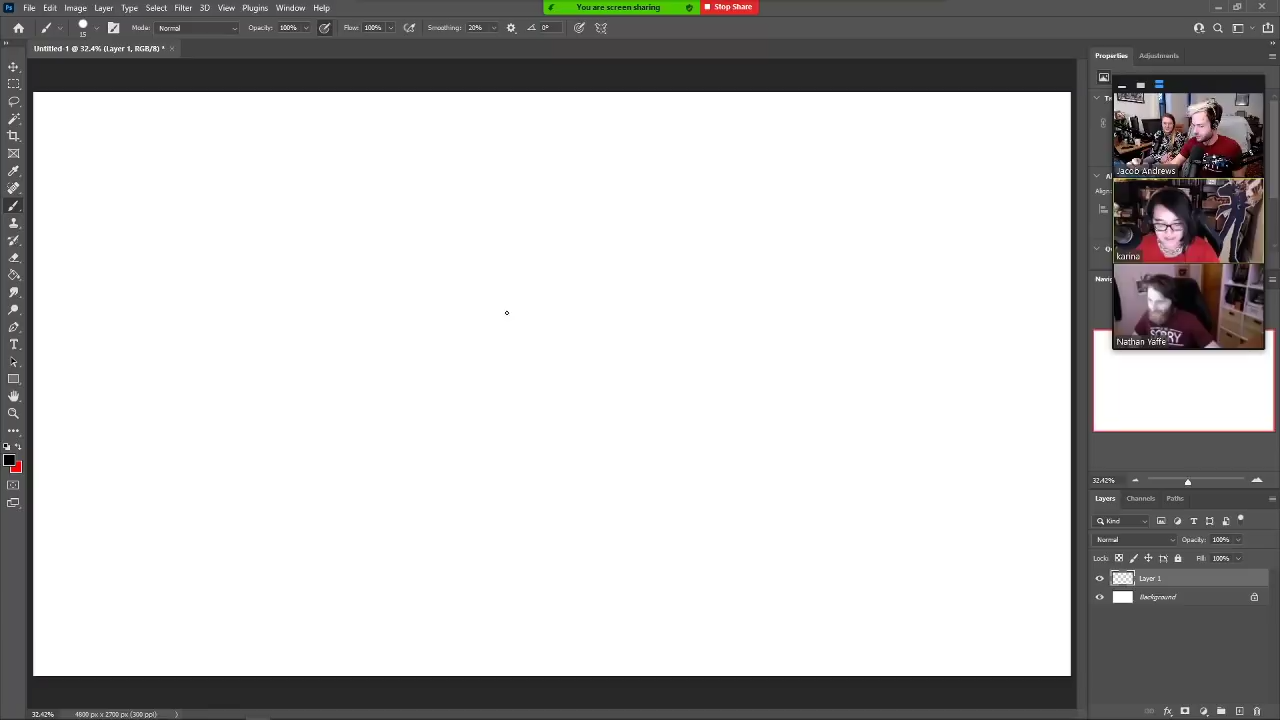 Ps File Edit Image Layer Type Select Filter 3D View Plugins Window Help
You are screen sharing Stop Share
15 Mode: Normal Opacity: 100% Flow: 100% Smoothing: 20% 0°
Untitled-1 @ 32.4% (Layer 1, RGB/8) *
Properties Adjustments
Jacob Andrews
karina
SORRY
Nathan Yaffe
32.42%
Layers Channels Paths
Kind
Normal Opacity: 100%
Lock: Fill: 100%
Layer 1
Background
32.42% 4800 px x 2700 px (300 ppi)